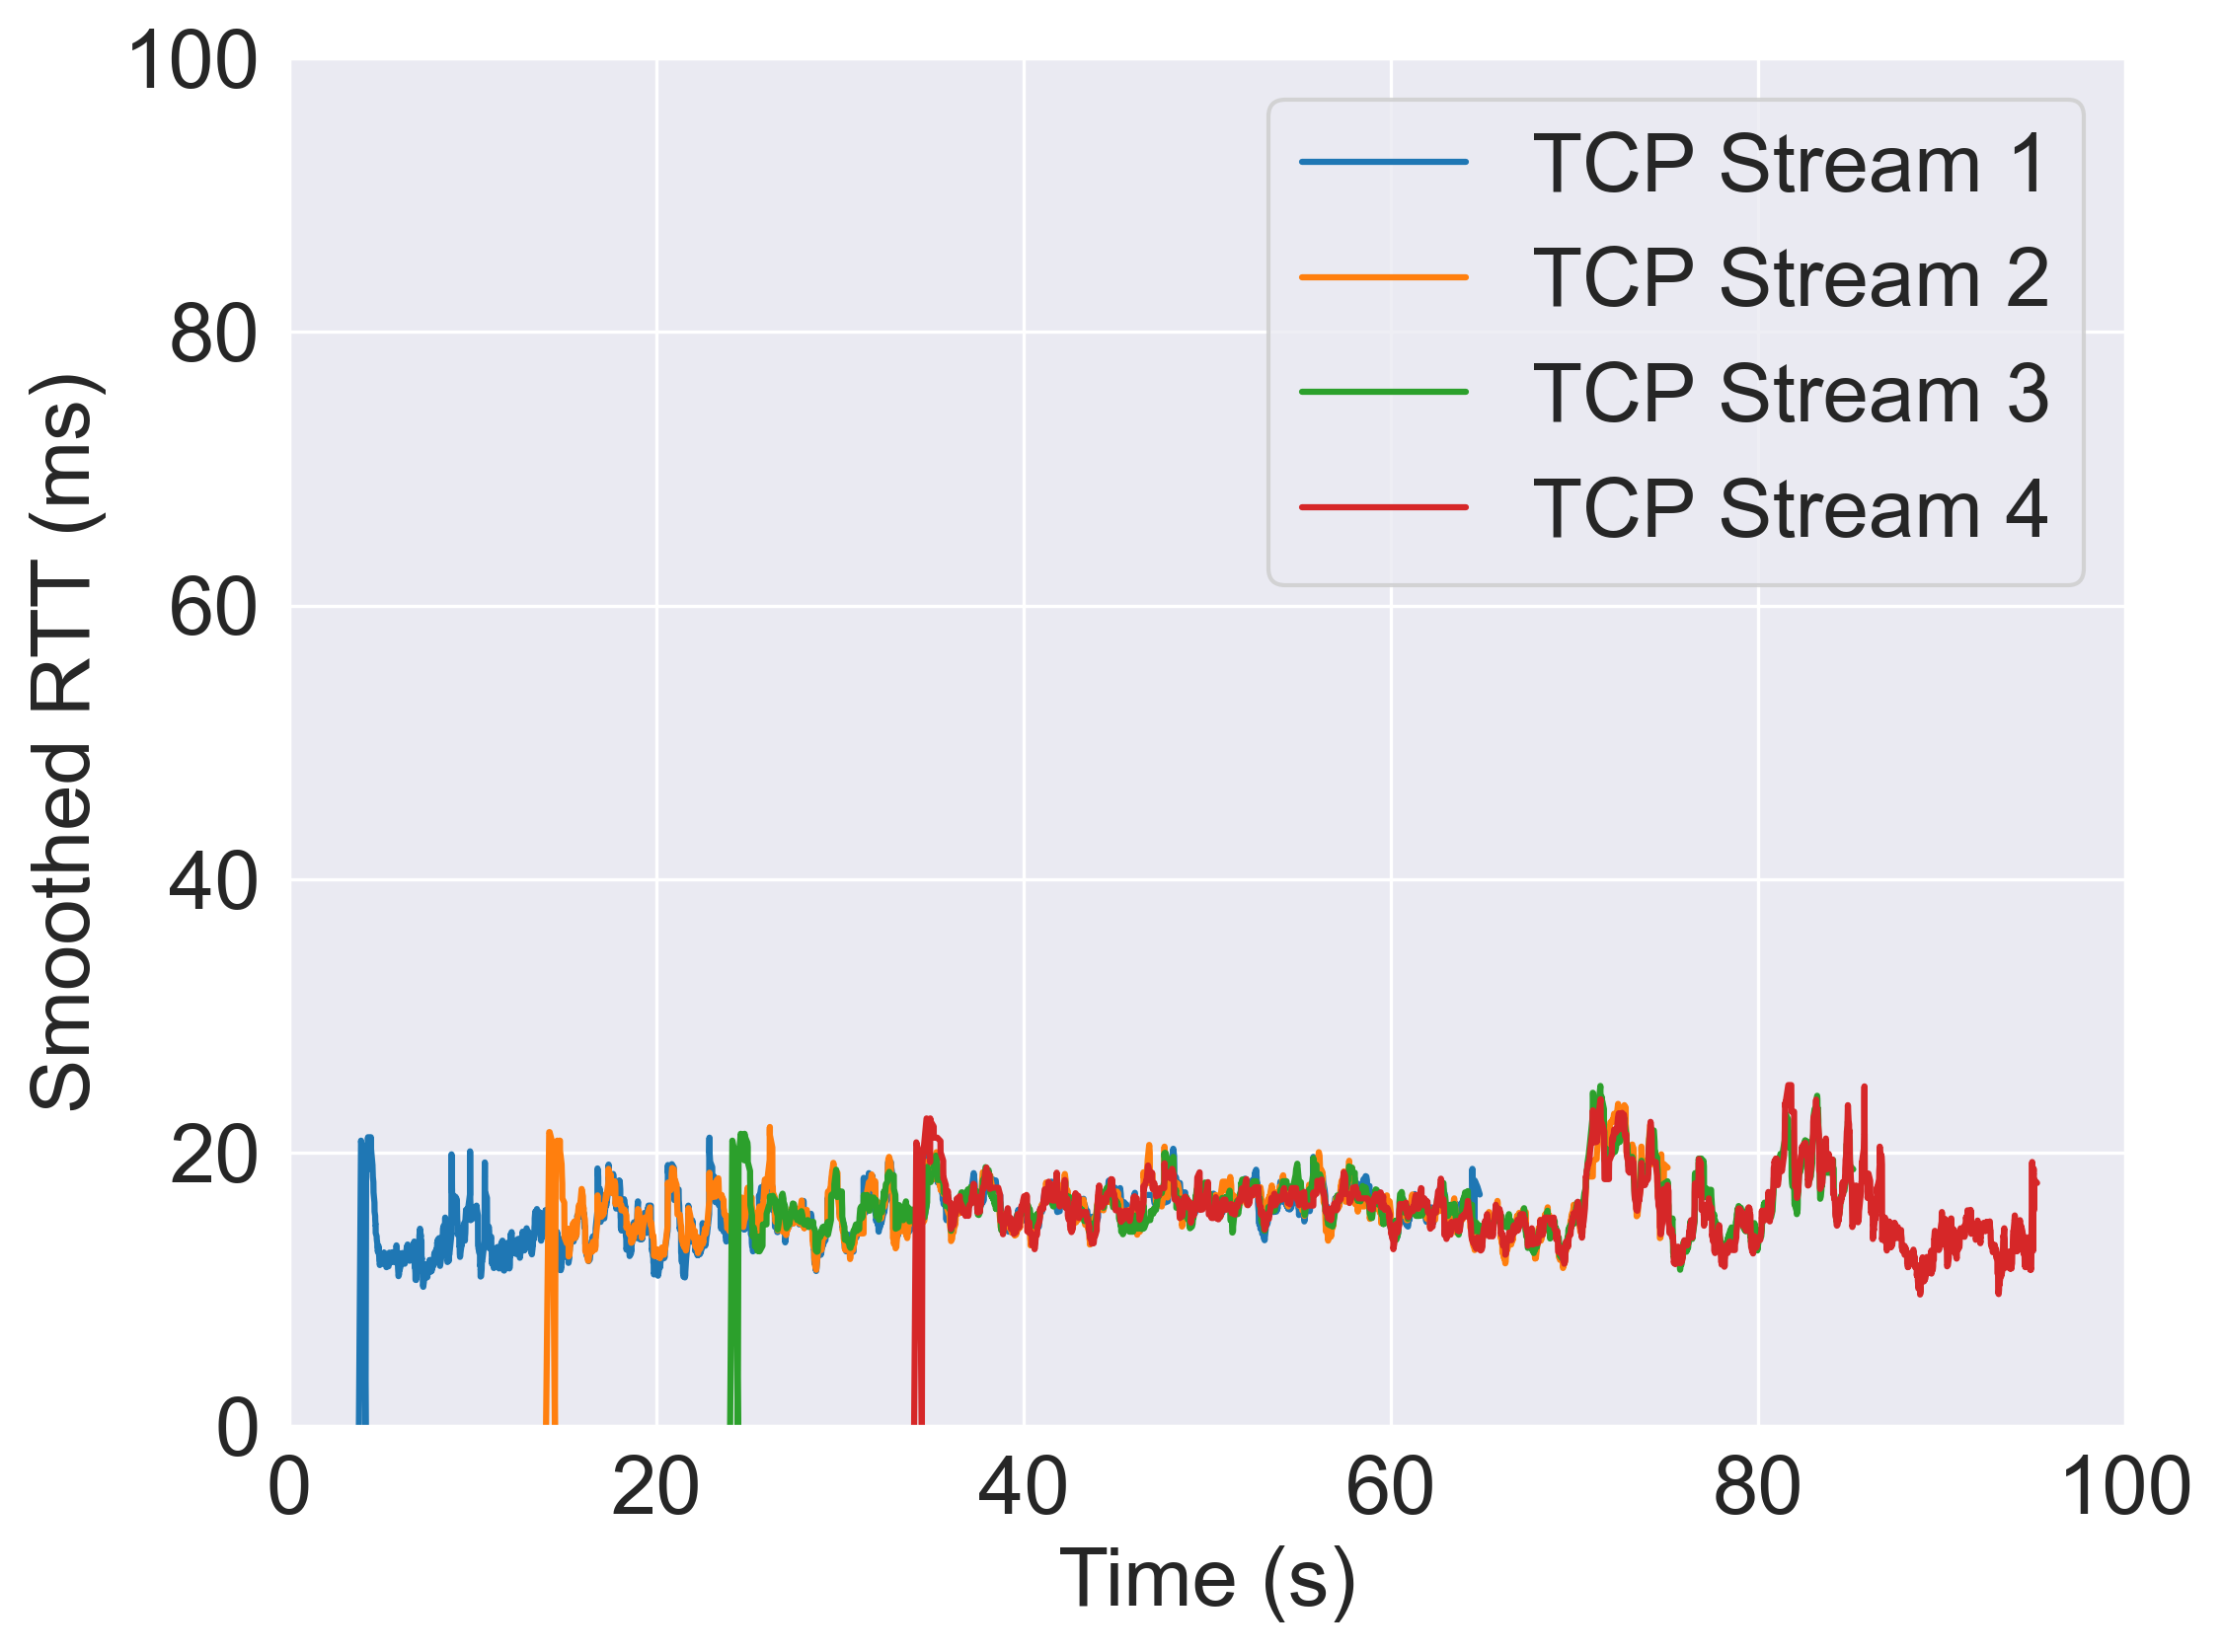 100
80
60
40
20
0
Smoothed RTT (ms)
TCP Stream 1
TCP Stream 2
TCP Stream 3
TCP Stream 4
0 20 40 60 80 100
Time (s)